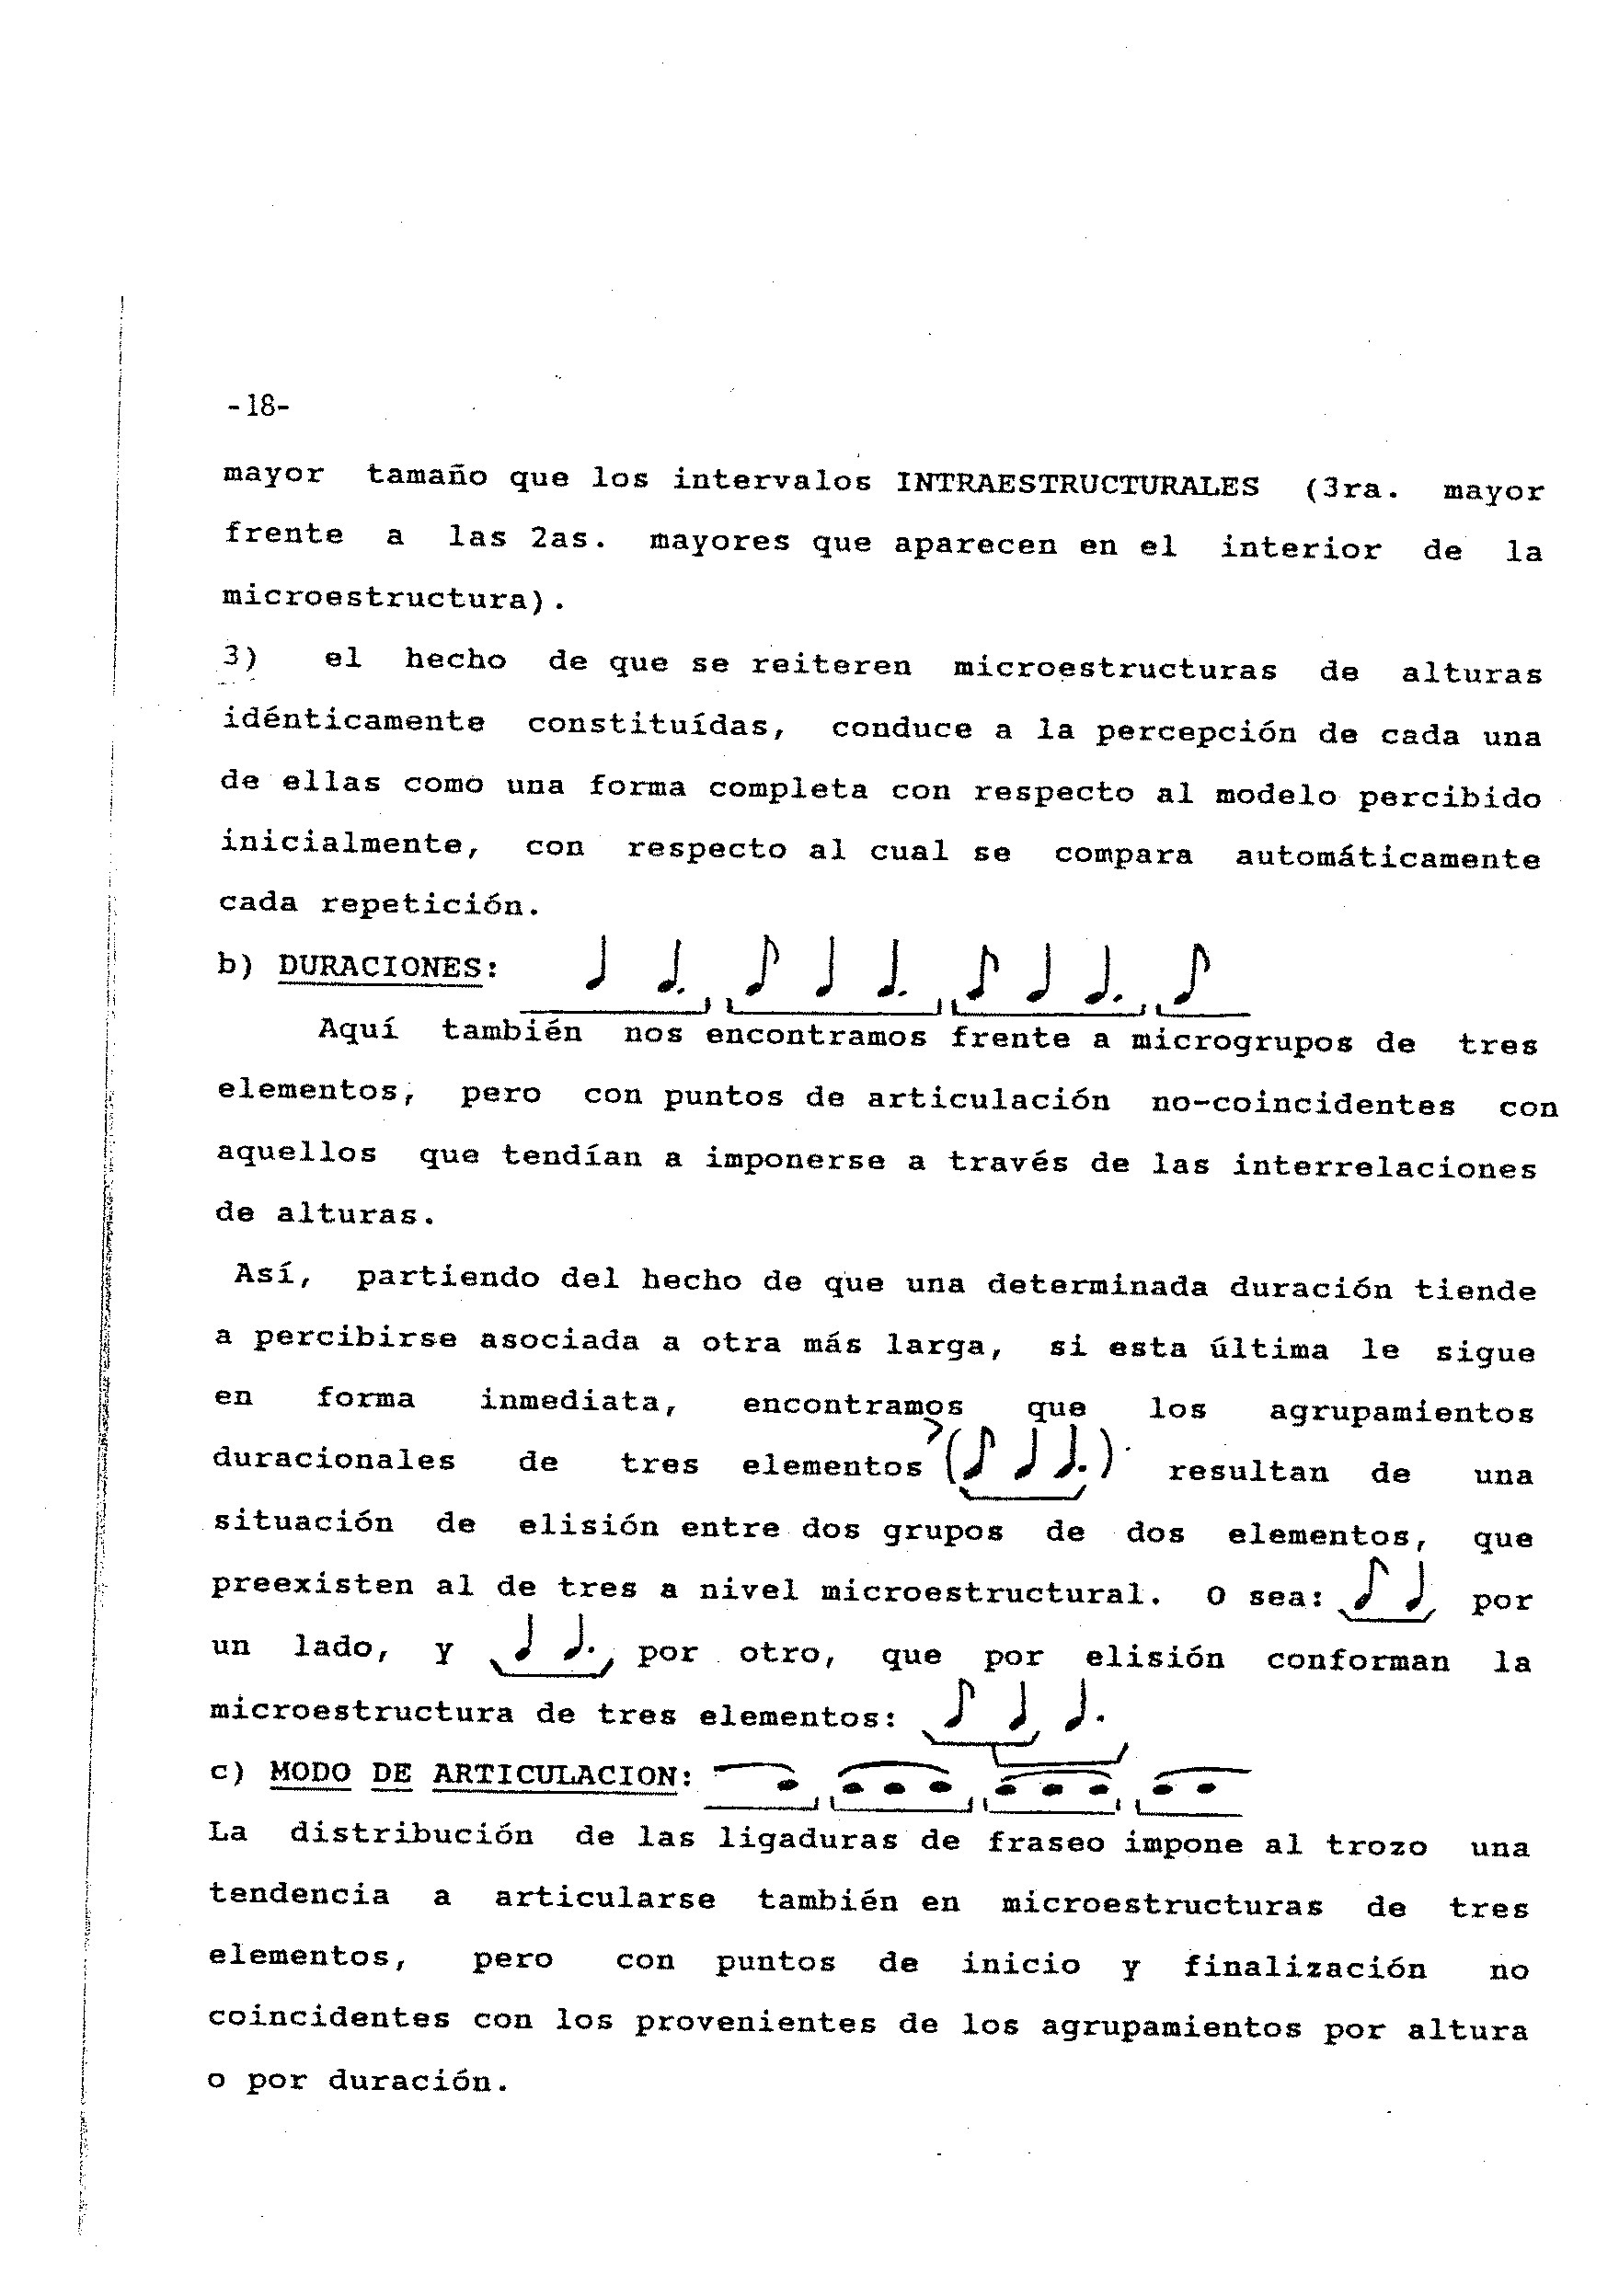 -18-
mayor tamaño que los intervalos INTRAESTRUCTURALES (3ra. mayor
frente a las 2as. mayores que aparecen en el interior de la
microestructura).
3) el hecho de que se reiteren microestructuras de alturas
idénticamente constituídas, conduce a la percepción de cada una
de ellas como una forma completa con respecto al modelo percibido
inicialmente, con respecto al cual se compara automáticamente
cada repetición.
b) DURACIONES:
Aquí también nos encontramos frente a microgrupos de tres
elementos, pero con puntos de articulación no-coincidentes con
aquellos que tendían a imponerse a través de las interrelaciones
de alturas.
Así, partiendo del hecho de que una determinada duración tiende
a percibirse asociada a otra más larga, si esta última le sigue
en forma inmediata, encontramos que los agrupamientos
duracionales de tres elementos (♪ ♩ ♩.) resultan de una
situación de elisión entre dos grupos de dos elementos, que
preexisten al de tres a nivel microestructural. O sea: ♪ ♩ por
un lado, y ♩ ♩. por otro, que por elisión conforman la
microestructura de tres elementos: ♪ ♩ ♩.
c) MODO DE ARTICULACION:
La distribución de las ligaduras de fraseo impone al trozo una
tendencia a articularse también en microestructuras de tres
elementos, pero con puntos de inicio y finalización no
coincidentes con los provenientes de los agrupamientos por altura
o por duración.